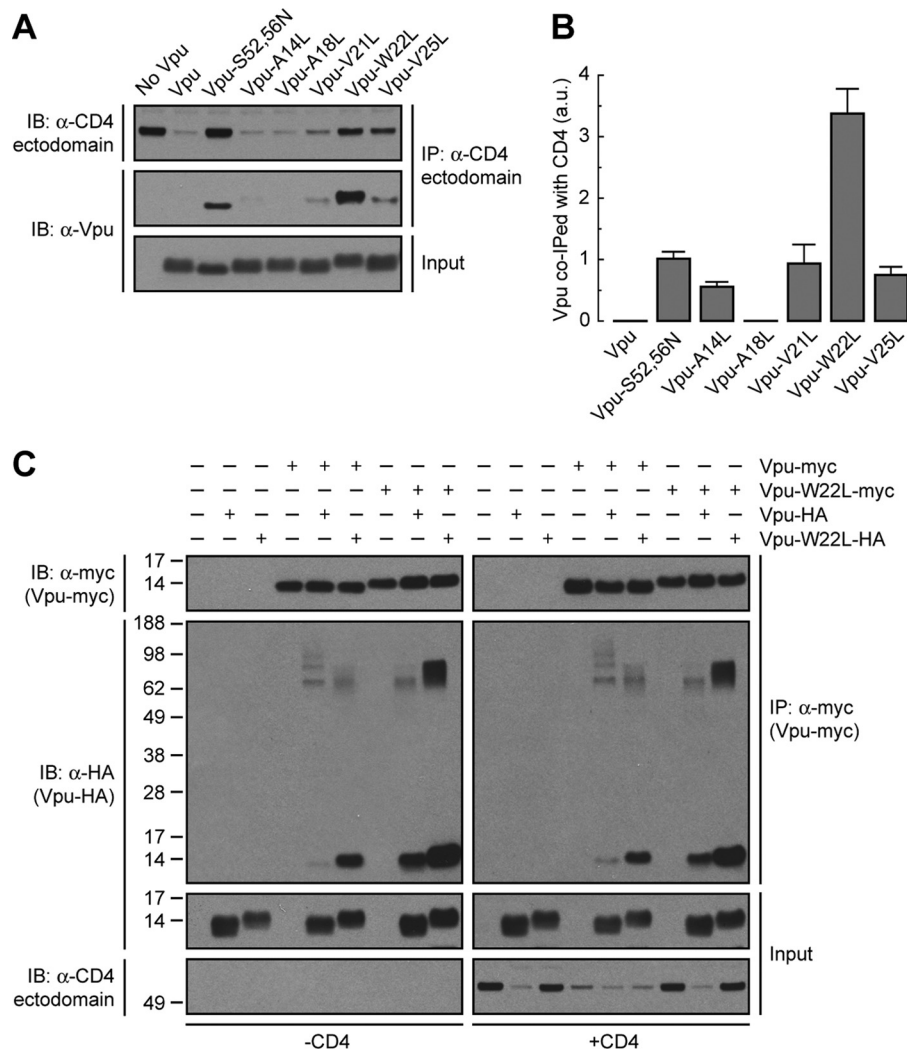 A
No Vpu
Vpu
Vpu-S52,56N
Vpu-A14L
Vpu-A18L
Vpu-V21L
Vpu-W22L
Vpu-V25L
IB: α-CD4
ectodomain
IB: α-Vpu
IP: α-CD4
ectodomain
Input
B
Vpu co-IPed with CD4 (a.u.)
4
3
2
1
0
Vpu
Vpu-S52,56N
Vpu-A14L
Vpu-A18L
Vpu-V21L
Vpu-W22L
Vpu-V25L
C
– – – + + + – – – – – – + + + – – – Vpu-myc
– – – – – – + + + – – – – – – + + + Vpu-W22L-myc
– + – – + – – + – – + – – + – – + – Vpu-HA
– – + – – + – – + – – + – – + – – + Vpu-W22L-HA
IB: α-myc
(Vpu-myc)
17
14
IB: α-HA
(Vpu-HA)
188
98
62
49
38
28
17
14
17
14
IB: α-CD4
ectodomain
49
IP: α-myc
(Vpu-myc)
Input
-CD4
+CD4